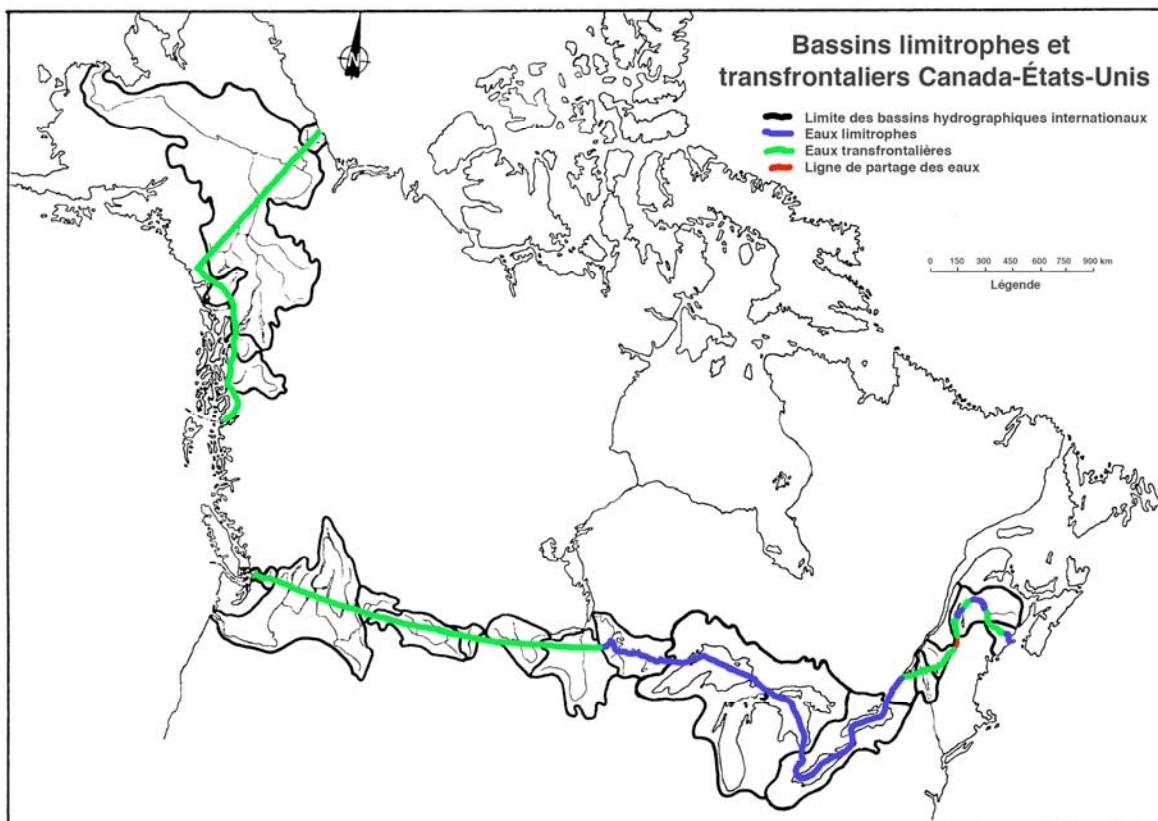 N
Bassins limitrophes et
transfrontaliers Canada-États-Unis
Limite des bassins hydrographiques internationaux
Eaux limitrophes
Eaux transfrontalières
Ligne de partage des eaux
0 150 300 450 600 750 900 km
Légende